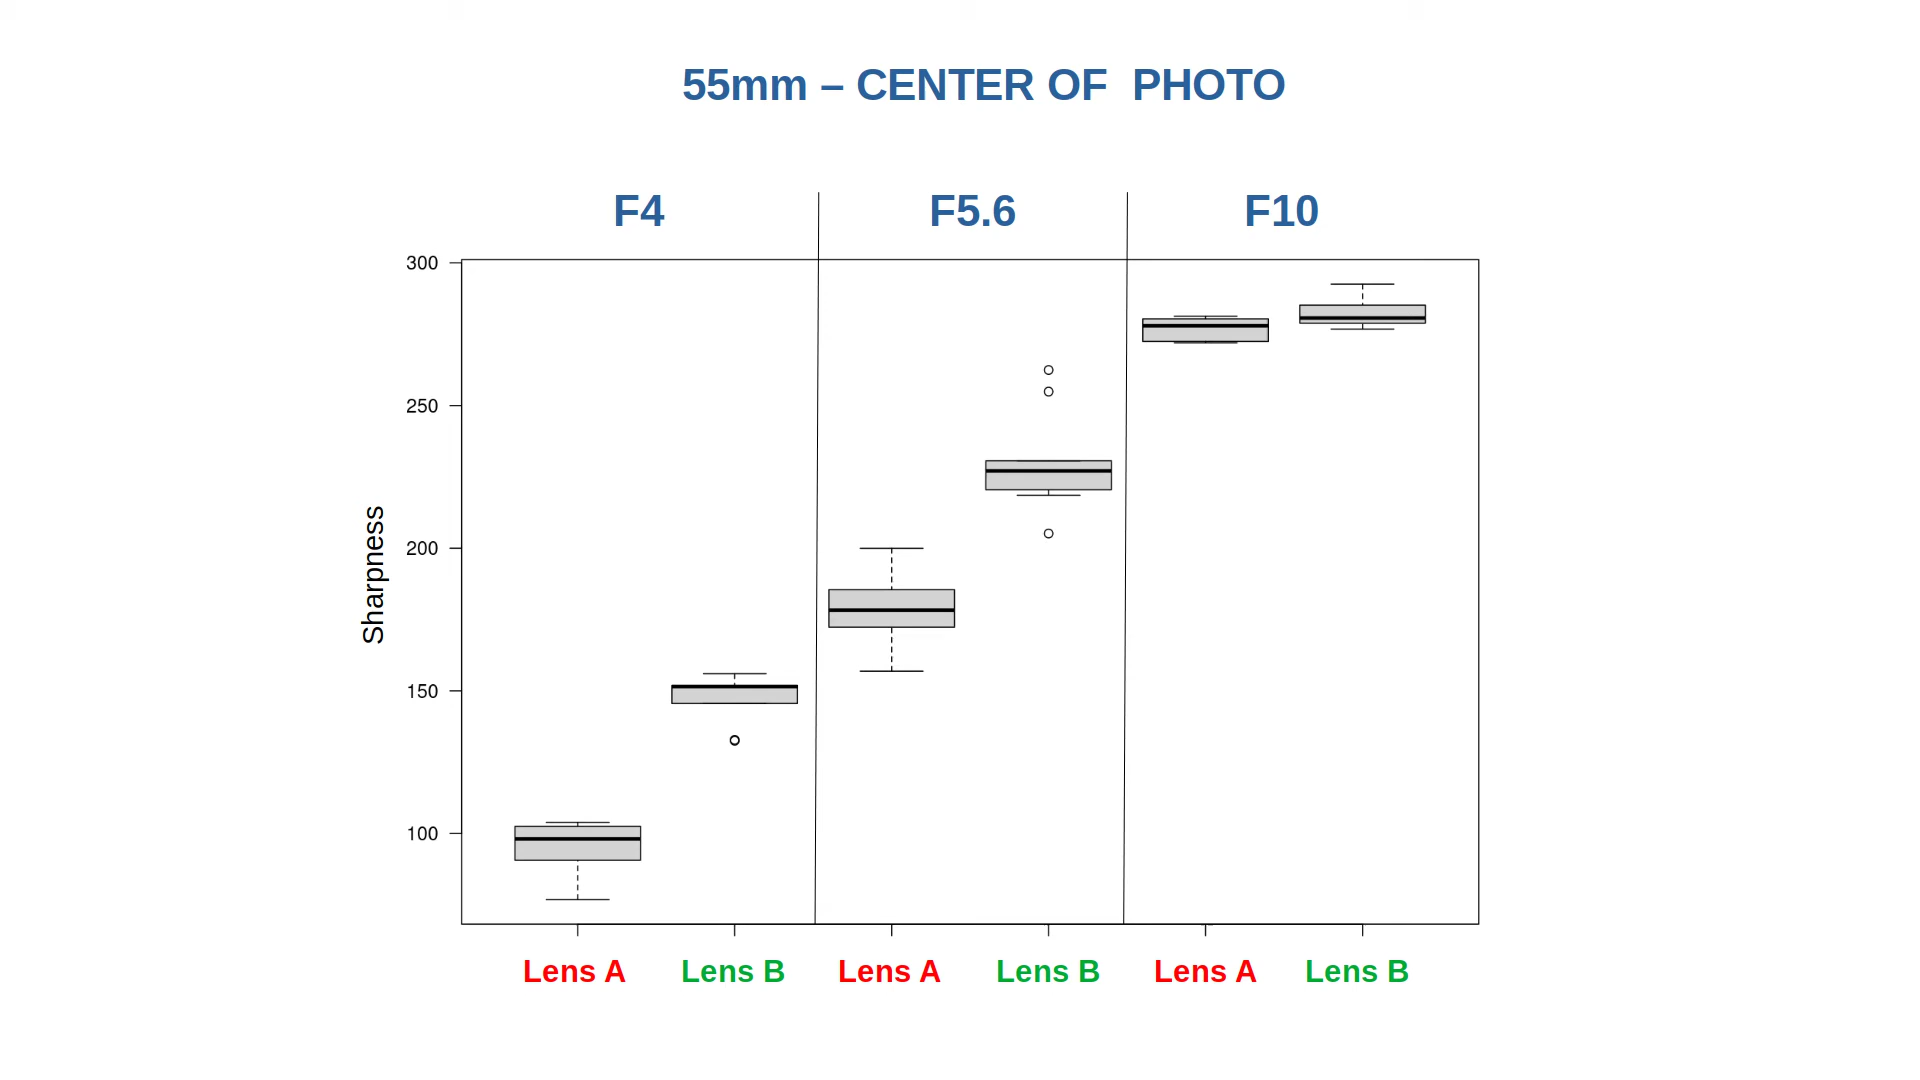 55mm – CENTER OF PHOTO
F4 F5.6 F10
300
250
200
150
100
Sharpness
Lens A Lens B Lens A Lens B Lens A Lens B